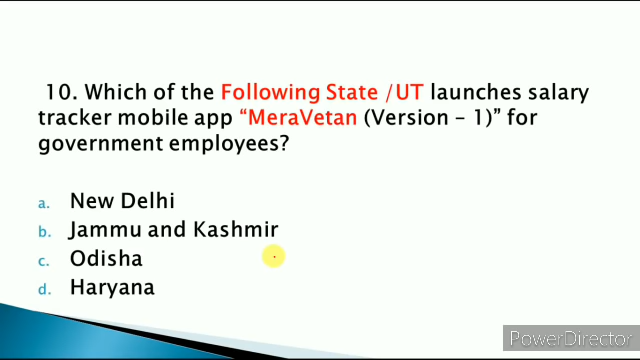 10. Which of the Following State /UT launches salary
tracker mobile app “MeraVetan (Version – 1)” for
government employees?
a. New Delhi
b. Jammu and Kashmir
c. Odisha
d. Haryana
PowerDirector